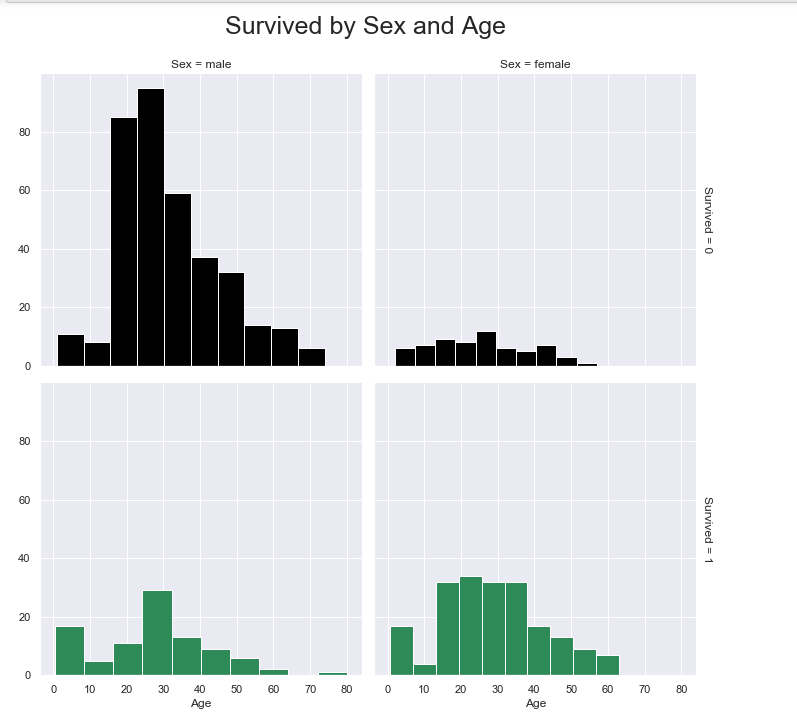 Survived by Sex and Age
Sex = male
Sex = female
80
60
40
20
0
Survived = 0
80
60
40
20
0
Survived = 1
0 10 20 30 40 50 60 70 80
0 10 20 30 40 50 60 70 80
Age
Age